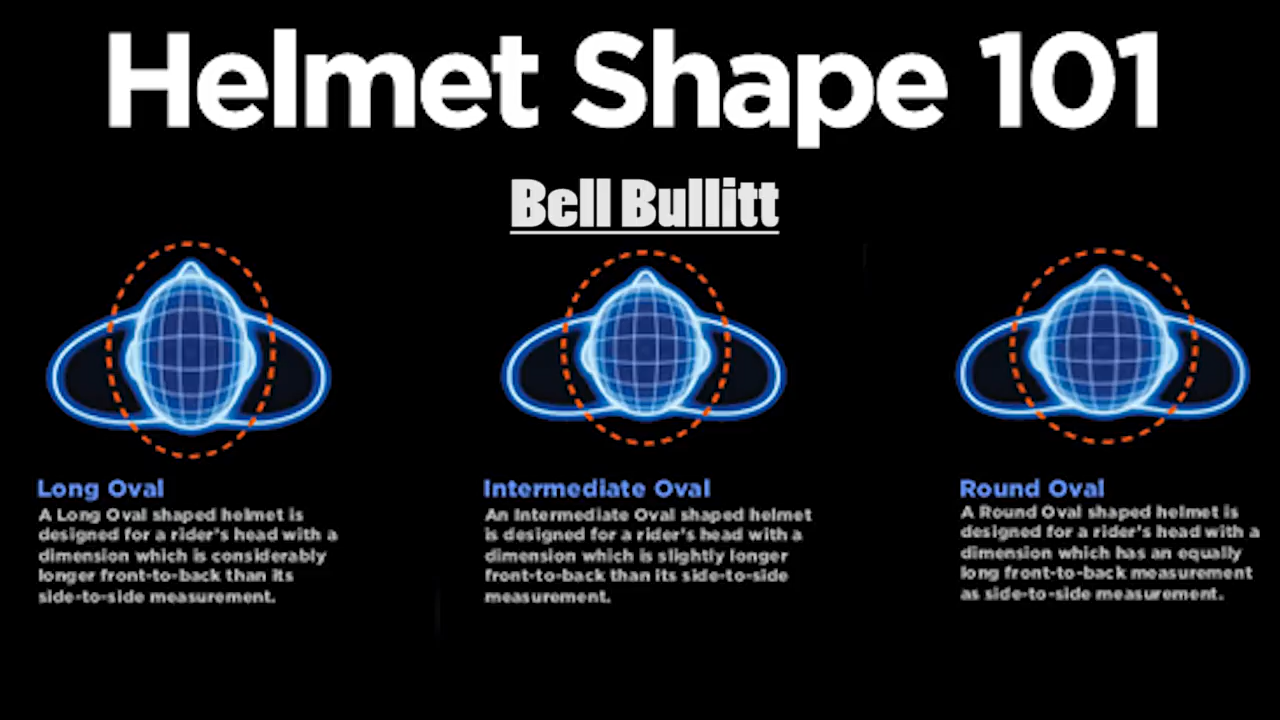 Helmet Shape 101
Bell Bullitt
Long Oval
A Long Oval shaped helmet is
designed for a rider's head with a
dimension which is considerably
longer front-to-back than its
side-to-side measurement.
Intermediate Oval
An Intermediate Oval shaped helmet
is designed for a rider's head with a
dimension which is slightly longer
front-to-back than its side-to-side
measurement.
Round Oval
A Round Oval shaped helmet is
designed for a rider's head with a
dimension which has an equally
long front-to-back measurement
as side-to-side measurement.